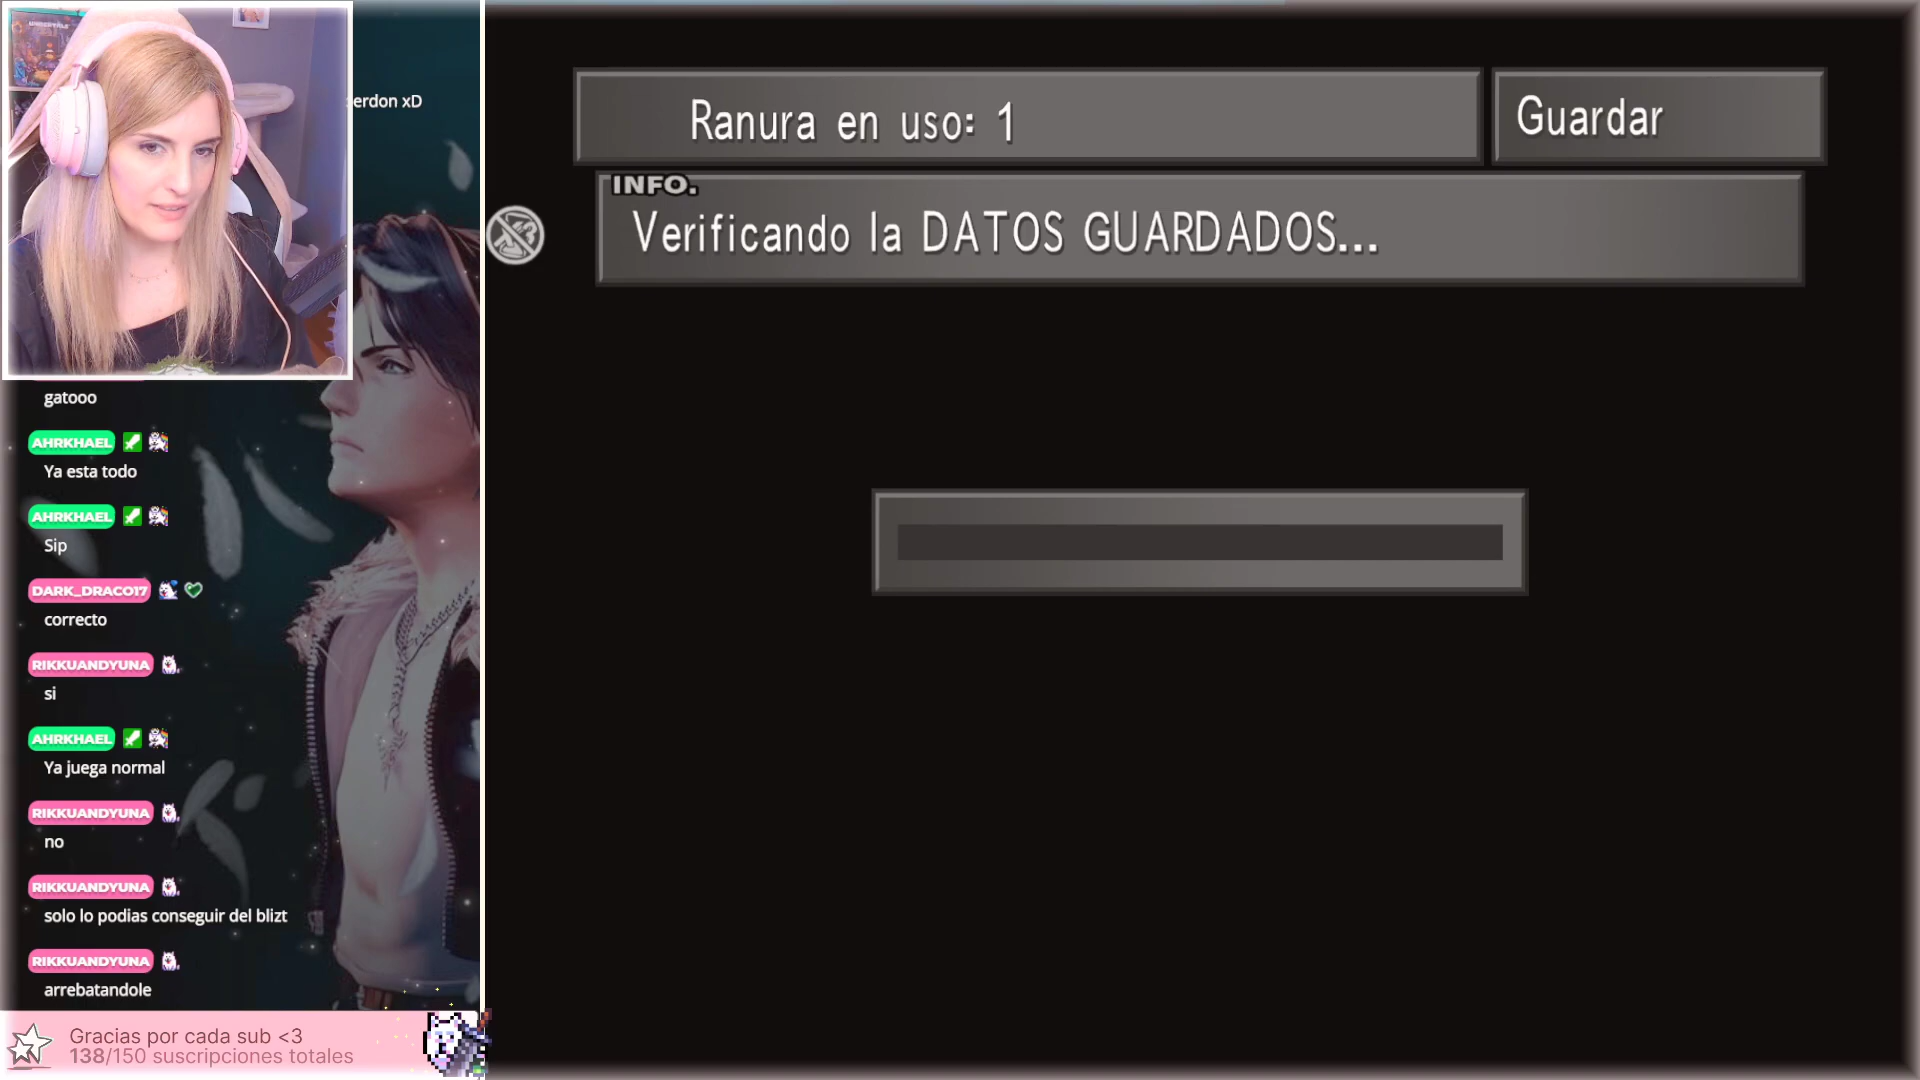 erdon xD
Ranura en uso: 1
Guardar
INFO.
Verificando la DATOS GUARDADOS...
gatooo
AHRKHAEL
Ya esta todo
AHRKHAEL
Sip
DARK_DRACO17
correcto
RIKKUANDYUNA
si
AHRKHAEL
Ya juega normal
RIKKUANDYUNA
no
RIKKUANDYUNA
solo lo podias conseguir del blizt
RIKKUANDYUNA
arrebatandole
Gracias por cada sub <3
138/150 suscripciones totales